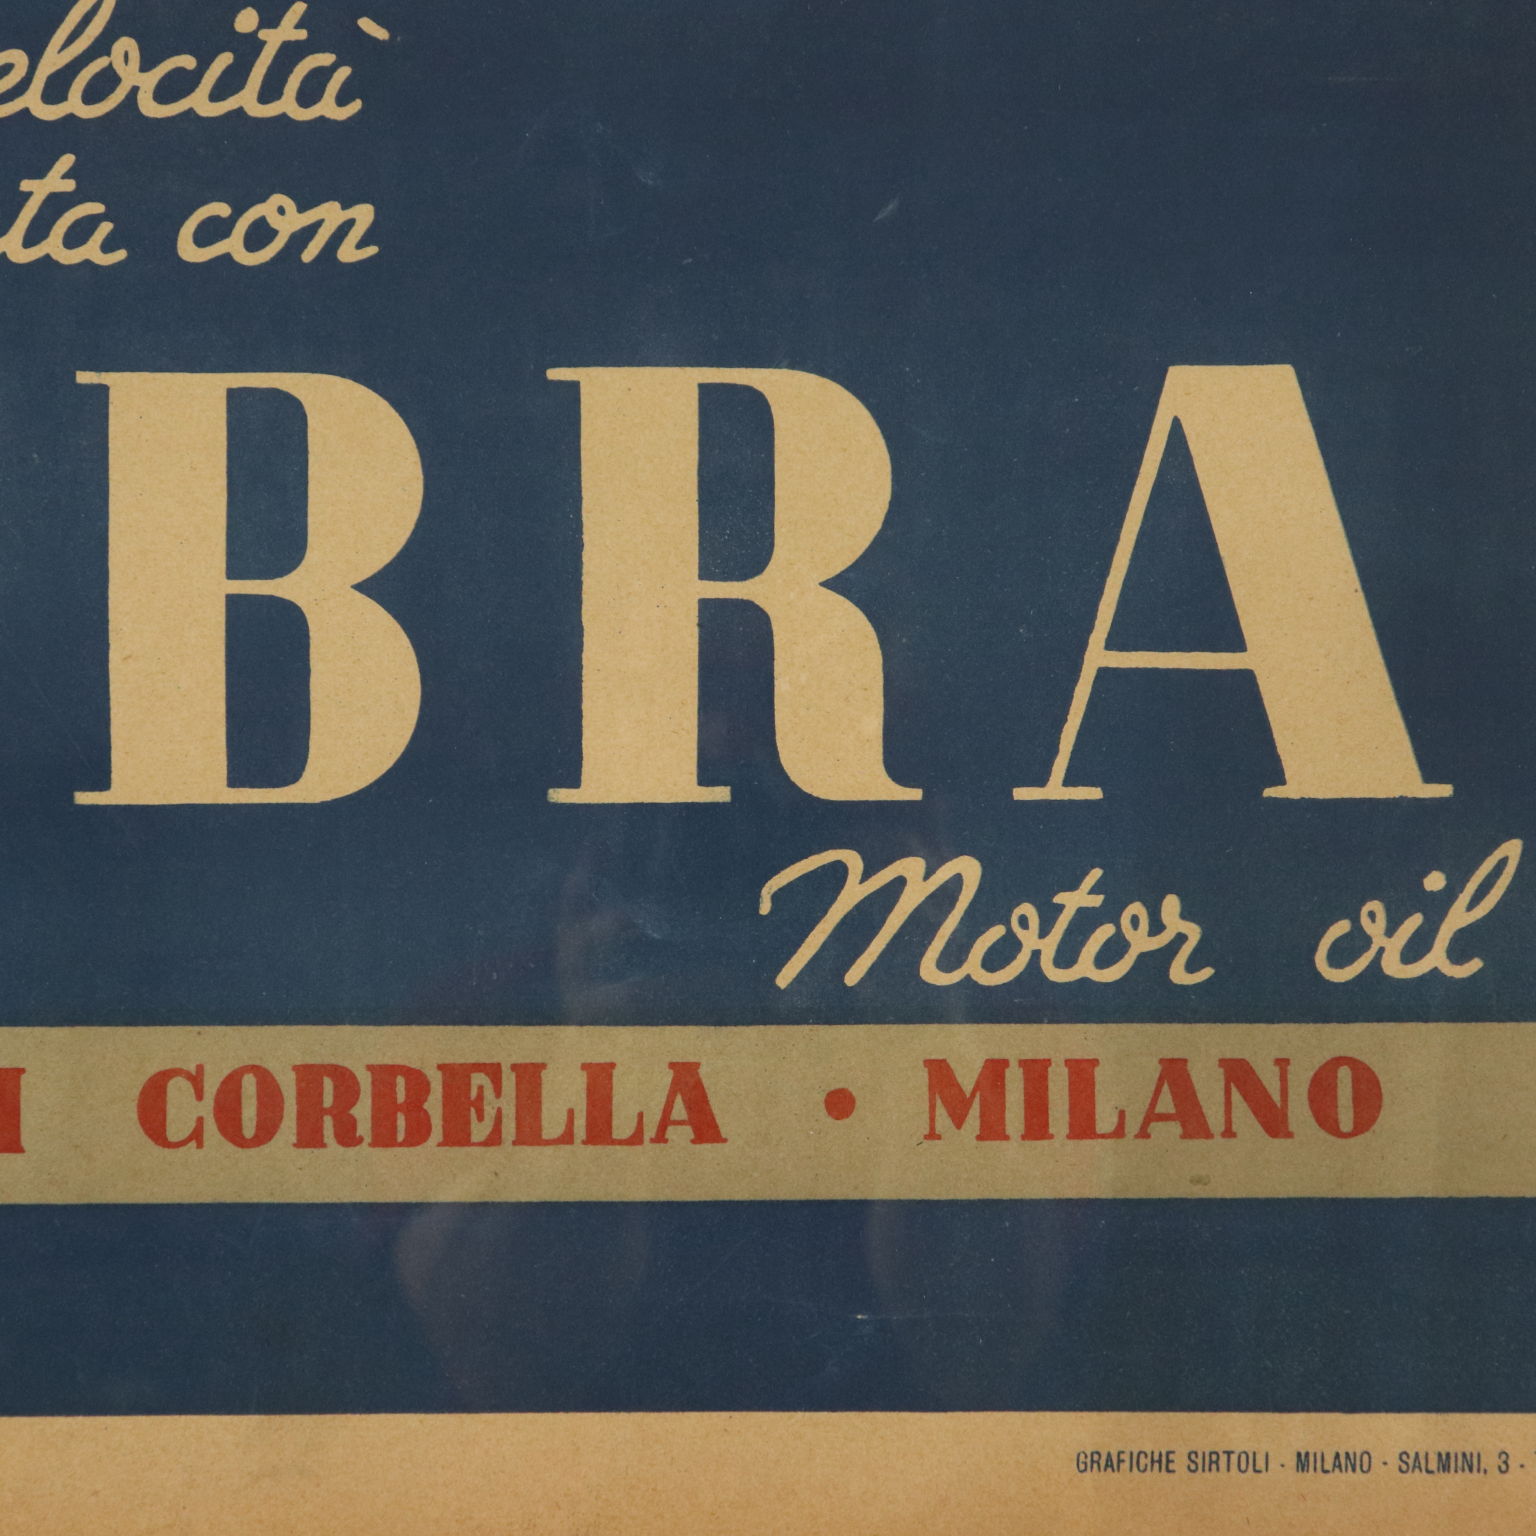 elocità
ta con
BRA
Motor oil
I CORBELLA • MILANO
GRAFICHE SIRTOLI - MILANO - SALMINI, 3 -